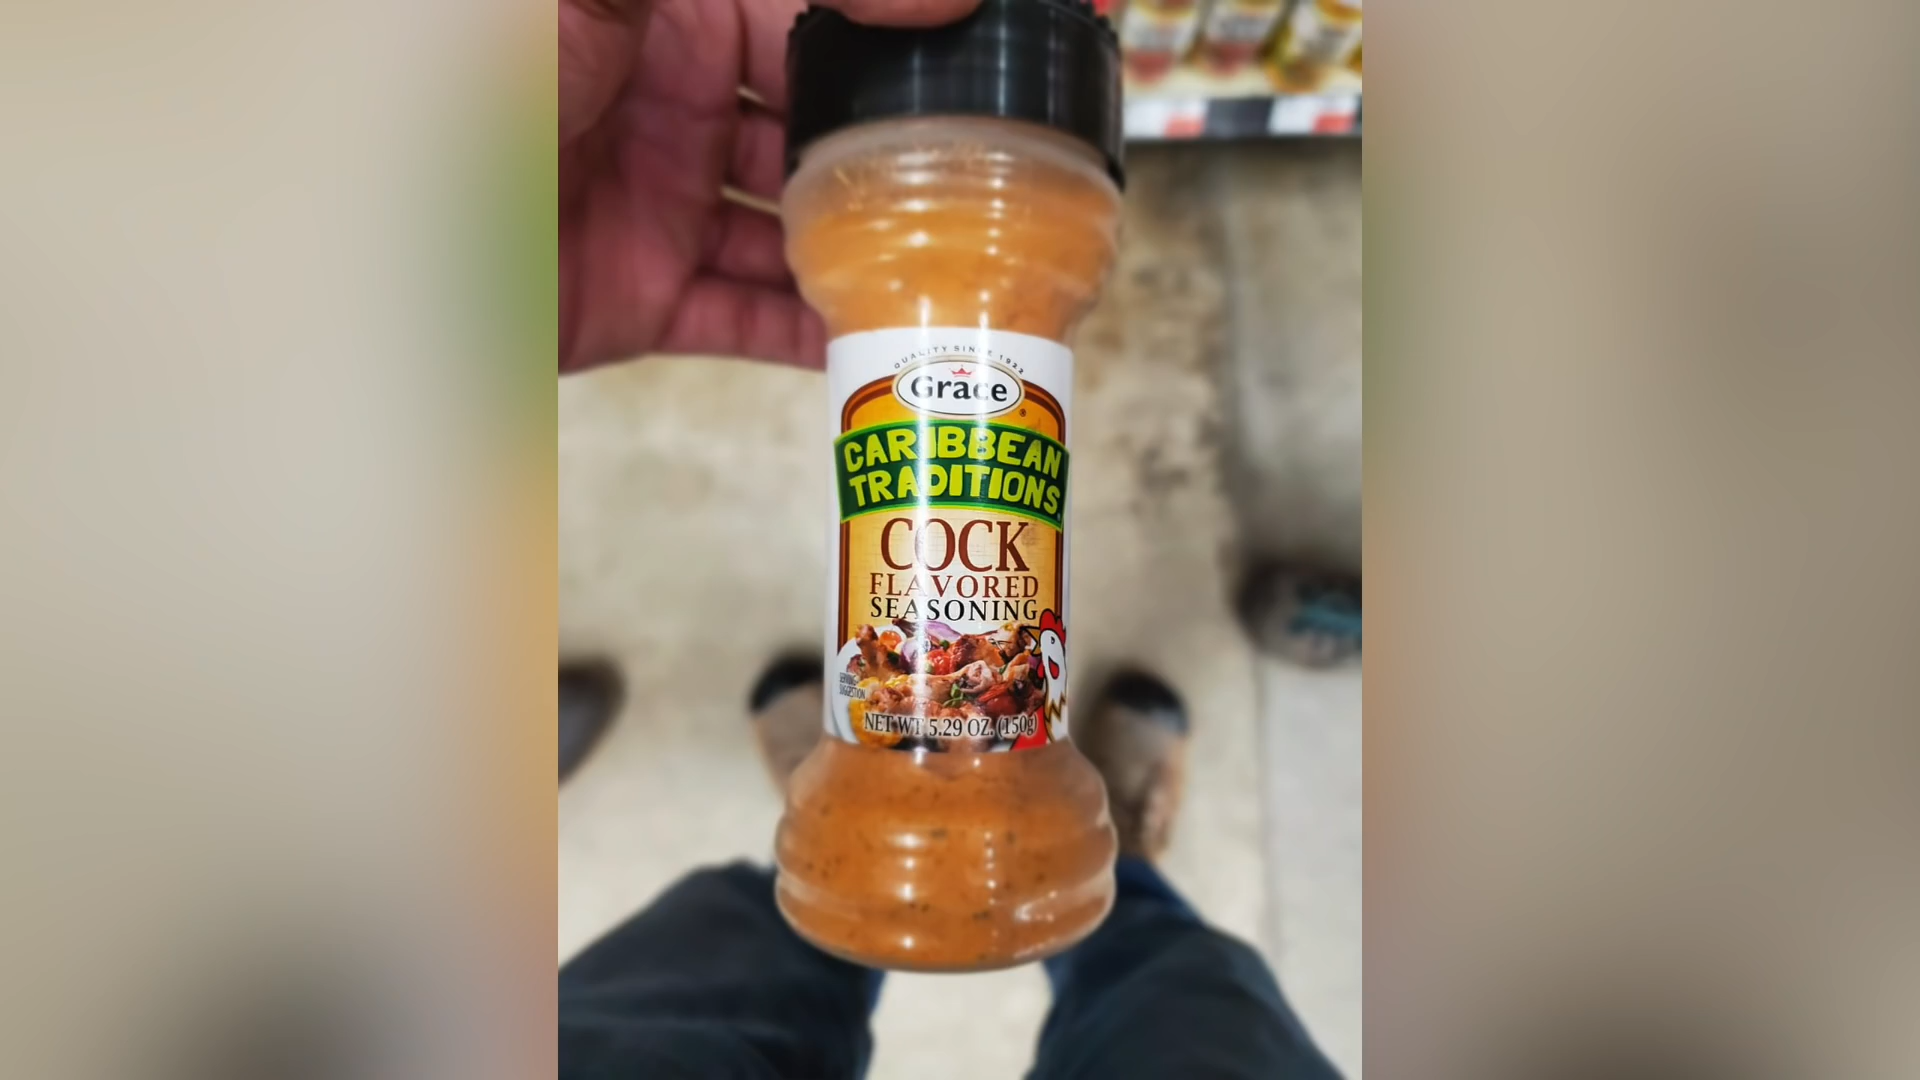 QUALITY SINCE 1922
Grace
CARIBBEAN
TRADITIONS
COCK
FLAVORED
SEASONING
SERVING
SUGGESTION
NET WT 5.29 OZ. (150g)